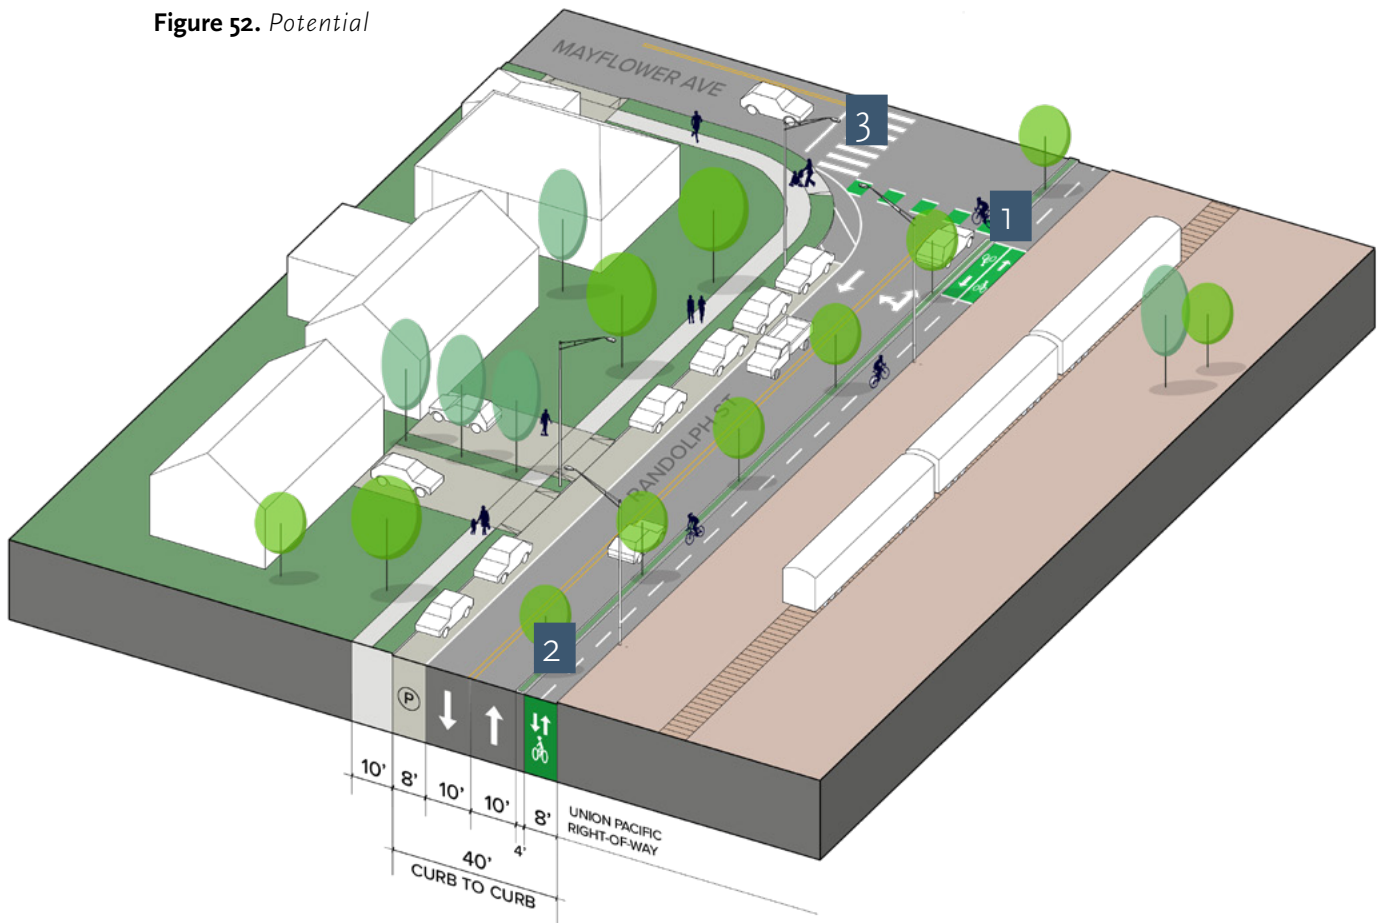 Figure 52. Potential
MAYFLOWER AVE
3
1
RANDOLPH ST
2
P
10'
8'
10'
10'
4'
8'
UNION PACIFIC
RIGHT-OF-WAY
40'
CURB TO CURB